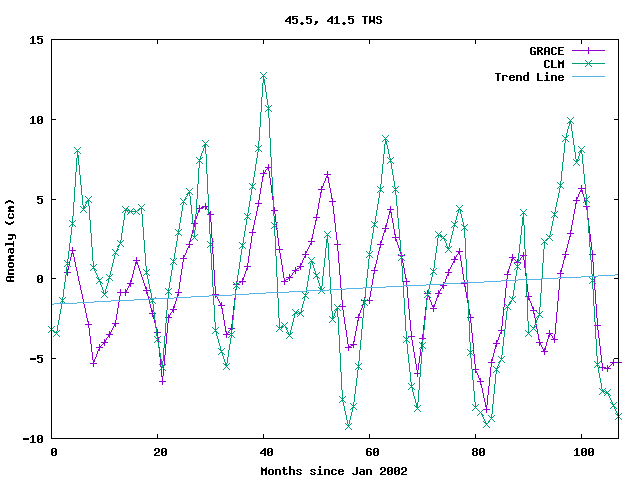 45.5, 41.5 TWS
GRACE
CLM
Trend Line
15
10
5
0
-5
-10
Anomaly (cm)
0 20 40 60 80 100
Months since Jan 2002